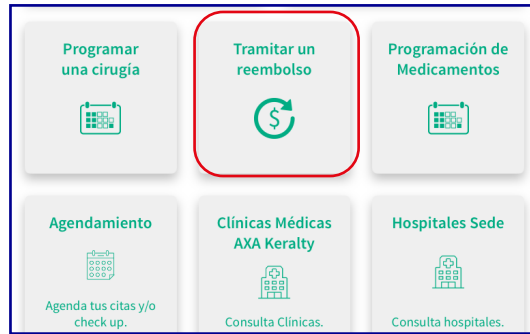 Programar
una cirugía
Tramitar un
reembolso
Programación de
Medicamentos
$
Agendamiento
Agenda tus citas y/o
check up.
Clínicas Médicas
AXA Keralty
Consulta Clínicas.
Hospitales Sede
Consulta hospitales.